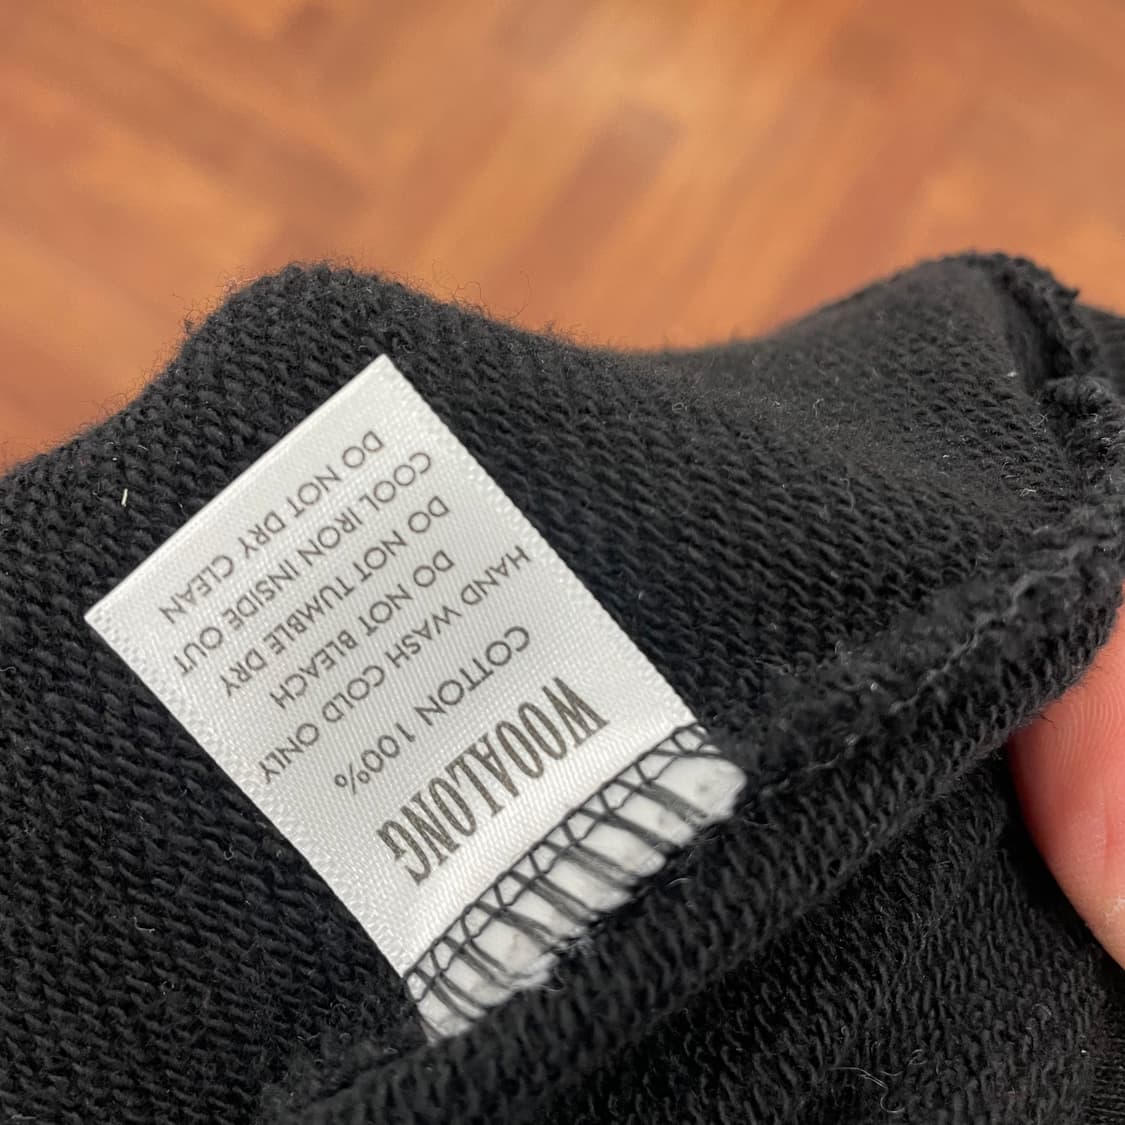 WOOALONG
COTTON 100%
HAND WASH COLD ONLY
DO NOT BLEACH
DO NOT TUMBLE DRY
COOL IRON INSIDE OUT
DO NOT DRY CLEAN